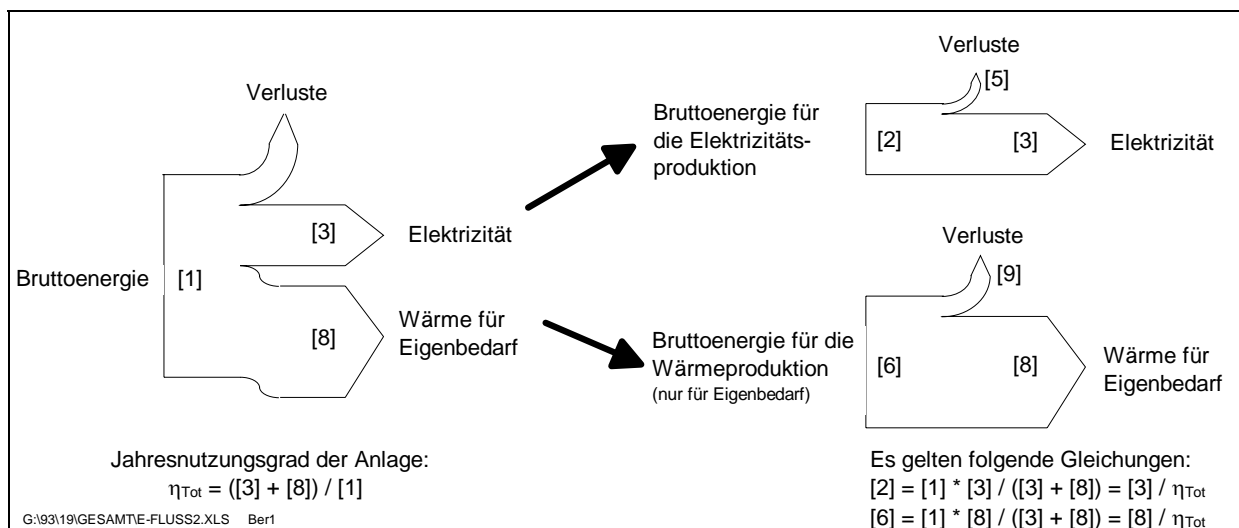 Verluste
[1]
Bruttoenergie
[3]
Elektrizität
[8]
Wärme für
Eigenbedarf
Jahresnutzungsgrad der Anlage:
ηTot = ([3] + [8]) / [1]
G:\93\19\GESAMT\E-FLUSS2.XLS Ber1
Bruttoenergie für
die Elektrizitäts-
produktion
Verluste
[5]
[2]
[3]
Elektrizität
Bruttoenergie für die
Wärmeproduktion
(nur für Eigenbedarf)
Verluste
[9]
[6]
[8]
Wärme für
Eigenbedarf
Es gelten folgende Gleichungen:
[2] = [1] * [3] / ([3] + [8]) = [3] / ηTot
[6] = [1] * [8] / ([3] + [8]) = [8] / ηTot